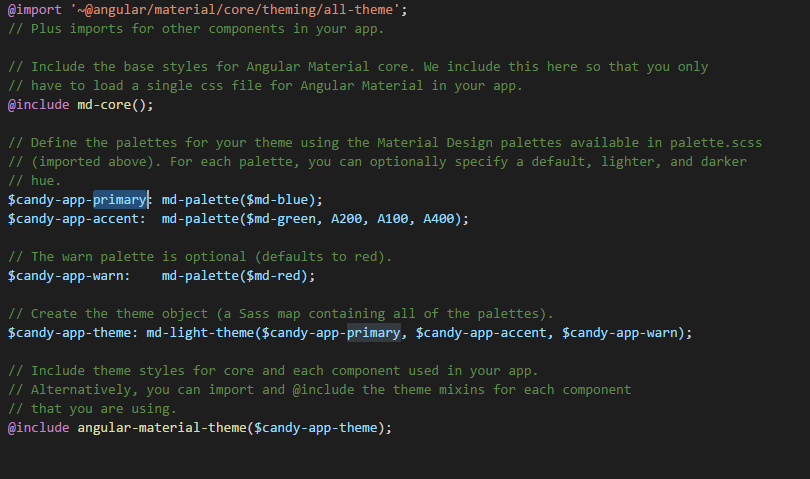 @import '~@angular/material/core/theming/all-theme';
// Plus imports for other components in your app.
// Include the base styles for Angular Material core. We include this here so that you only
// have to load a single css file for Angular Material in your app.
@include md-core();
// Define the palettes for your theme using the Material Design palettes available in palette.scss
// (imported above). For each palette, you can optionally specify a default, lighter, and darker
// hue.
$candy-app-primary: md-palette($md-blue);
$candy-app-accent:  md-palette($md-green, A200, A100, A400);
// The warn palette is optional (defaults to red).
$candy-app-warn:    md-palette($md-red);
// Create the theme object (a Sass map containing all of the palettes).
$candy-app-theme: md-light-theme($candy-app-primary, $candy-app-accent, $candy-app-warn);
// Include theme styles for core and each component used in your app.
// Alternatively, you can import and @include the theme mixins for each component
// that you are using.
@include angular-material-theme($candy-app-theme);